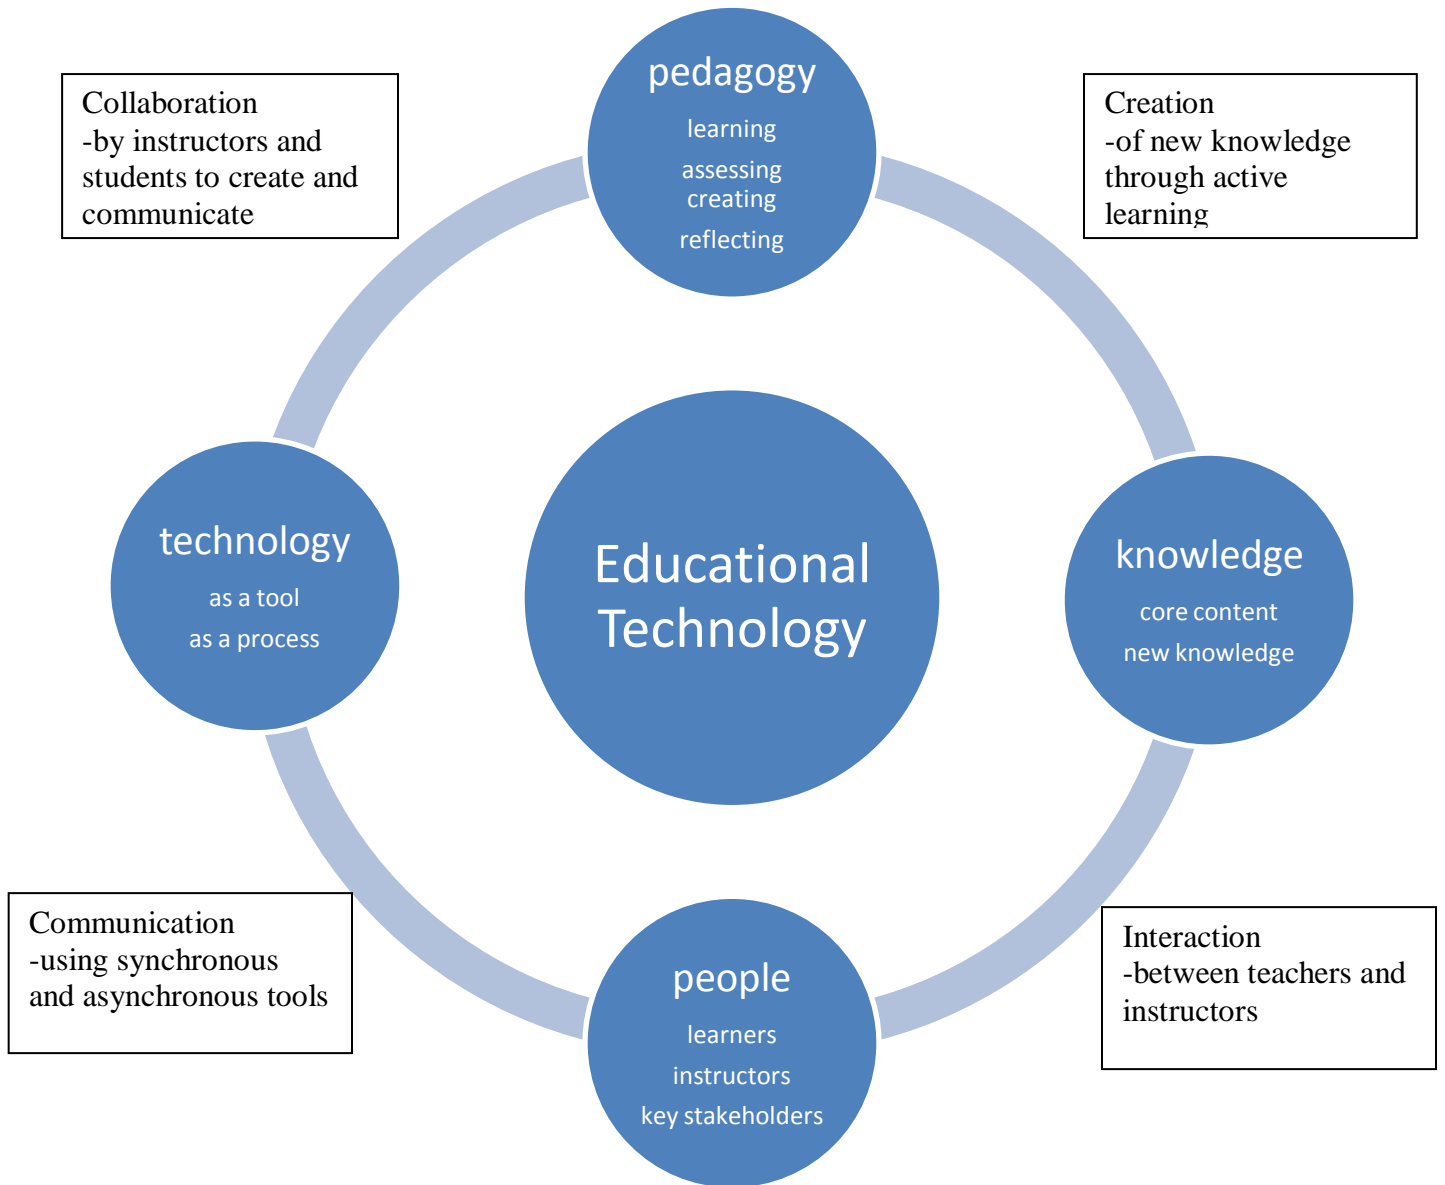 pedagogy
learning
assessing
creating
reflecting
Collaboration
-by instructors and
students to create and
communicate
Creation
-of new knowledge
through active
learning
technology
as a tool
as a process
Educational
Technology
knowledge
core content
new knowledge
Communication
-using synchronous
and asynchronous tools
people
learners
instructors
key stakeholders
Interaction
-between teachers and
instructors